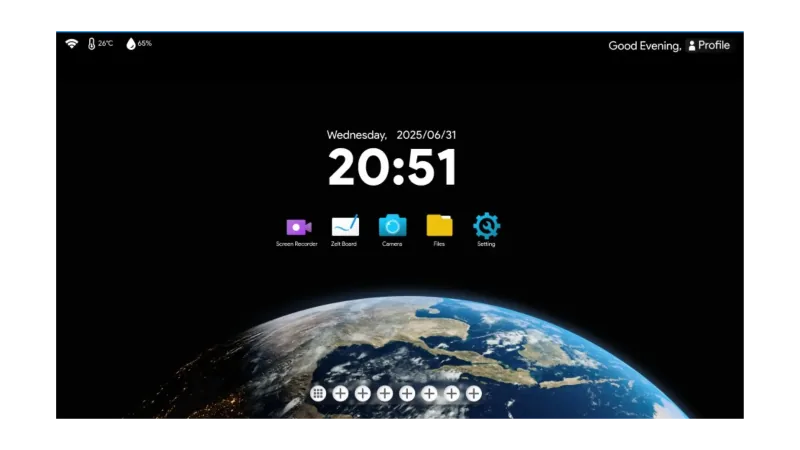 26°C 65%
Good Evening, Profile
Wednesday, 2025/06/31
20:51
Screen Recorder Zelt Board Camera Files Setting